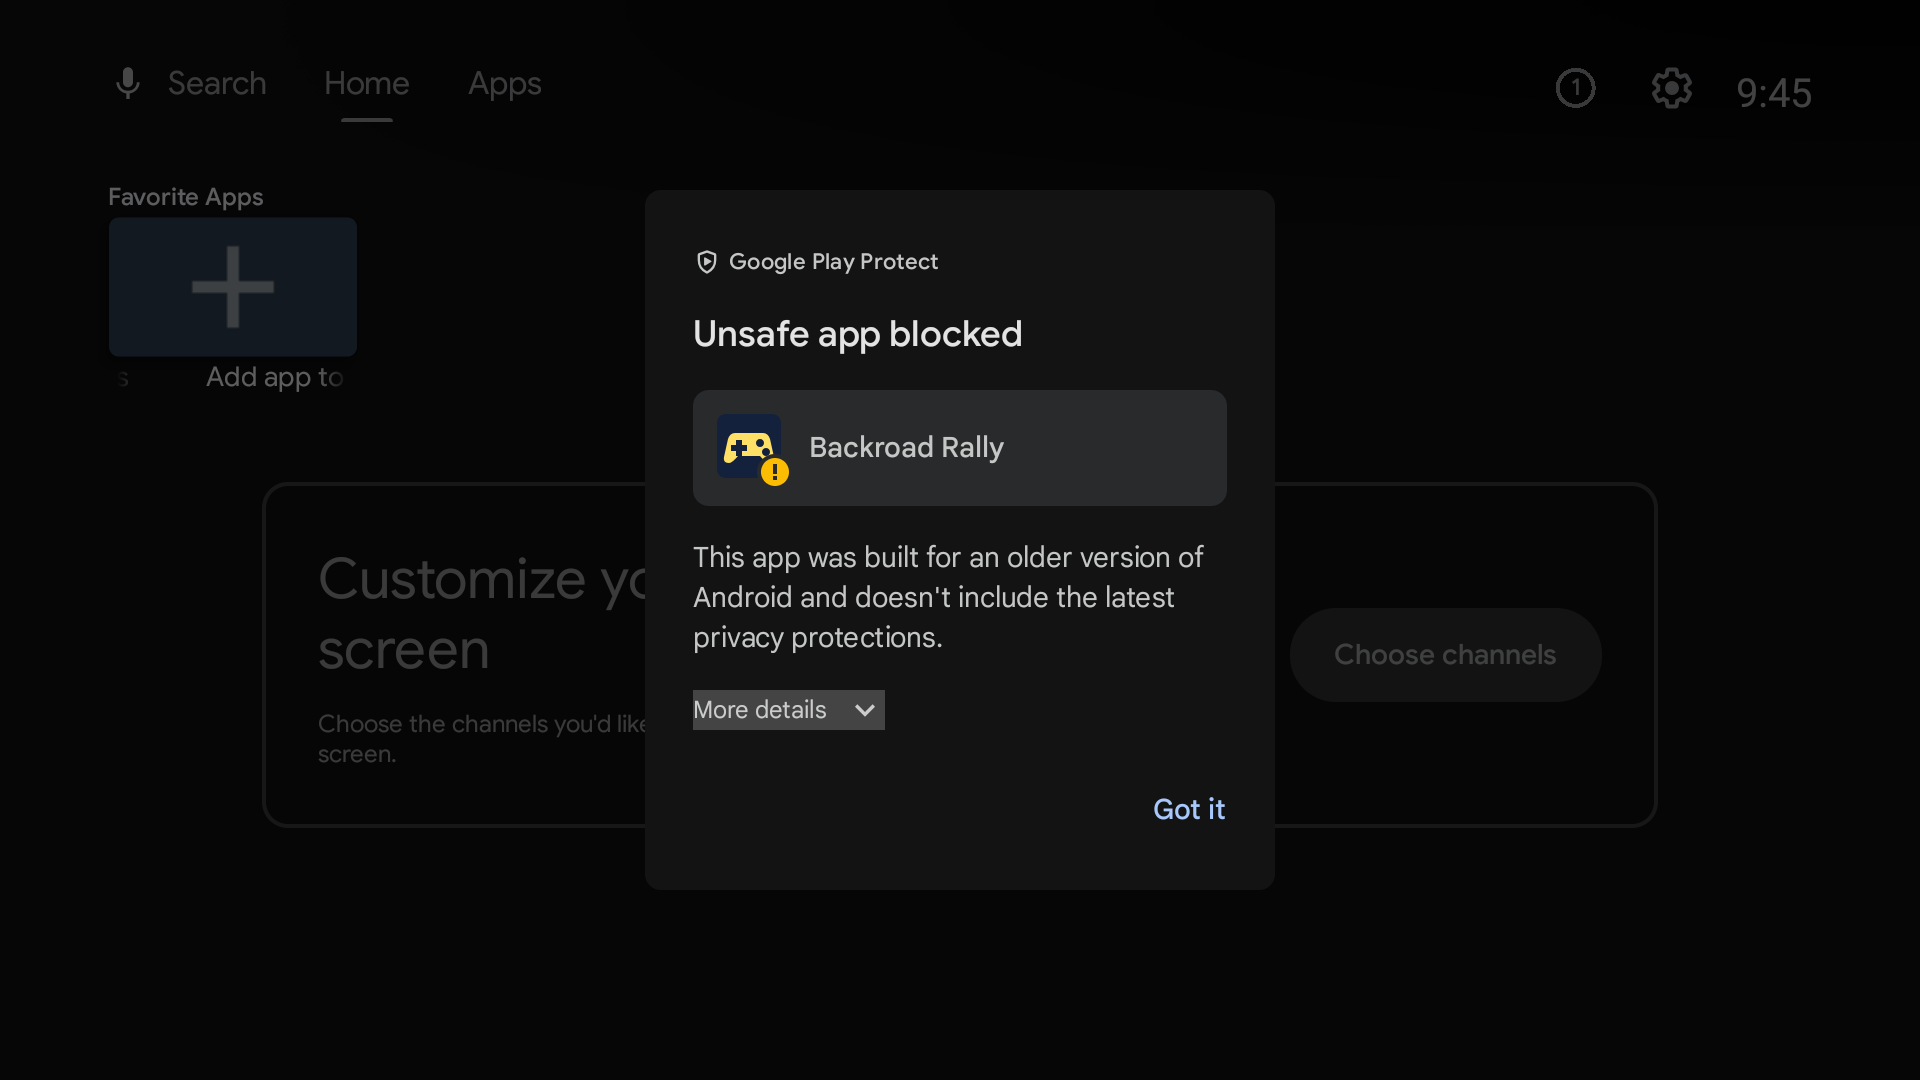 Search Home Apps
1 9:45
Favorite Apps
s Add app to
Google Play Protect
Unsafe app blocked
Backroad Rally
This app was built for an older version of
Android and doesn't include the latest
privacy protections.
More details
Got it
Customize yo
screen
Choose the channels you'd like
screen.
Choose channels